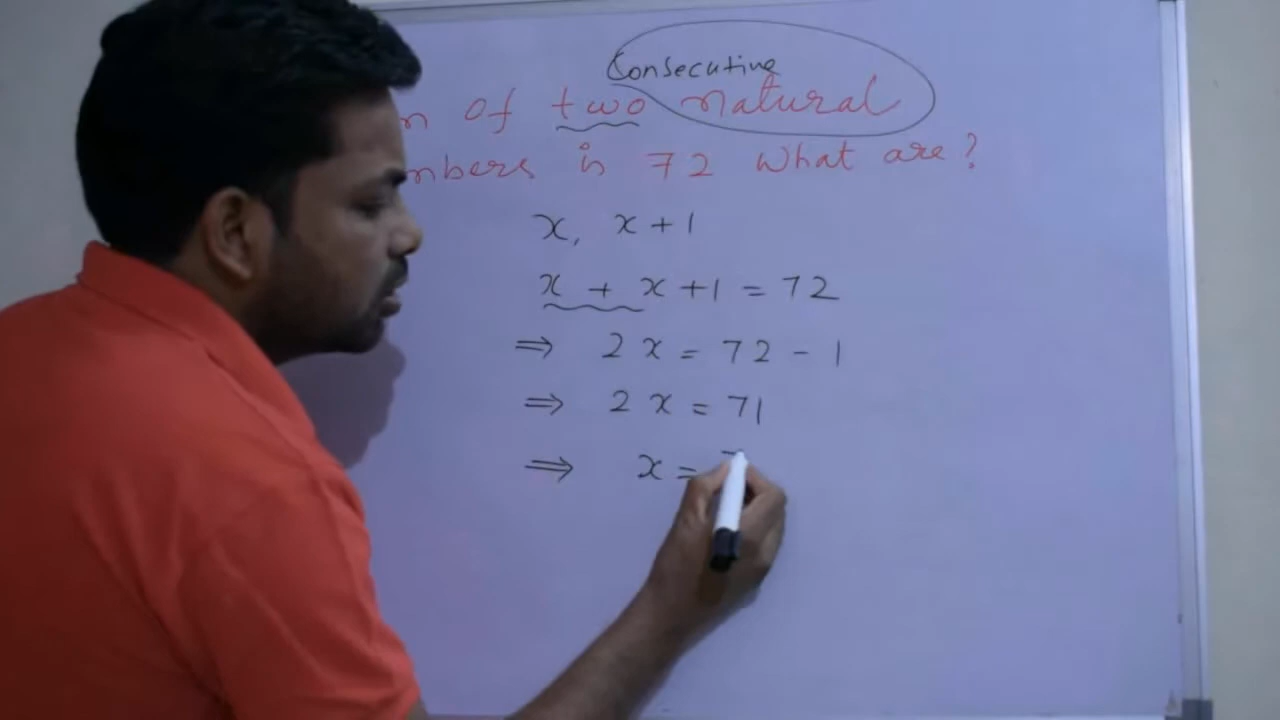 Consecutive
of two natural
is 72 What are?
x, x+1
x + x +1 = 72
⇒ 2x = 72 - 1
⇒ 2x = 71
⇒ x =